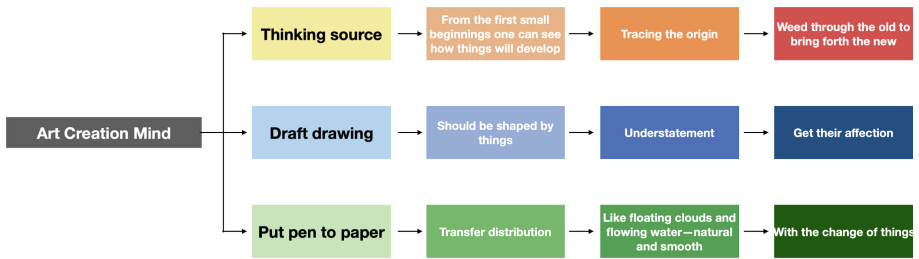 Thinking source
From the first small
beginnings one can see
how things will develop
Tracing the origin
Weed through the old to
bring forth the new
Art Creation Mind
Draft drawing
Should be shaped by
things
Understatement
Get their affection
Put pen to paper
Transfer distribution
Like floating clouds and
flowing water—natural
and smooth
With the change of things